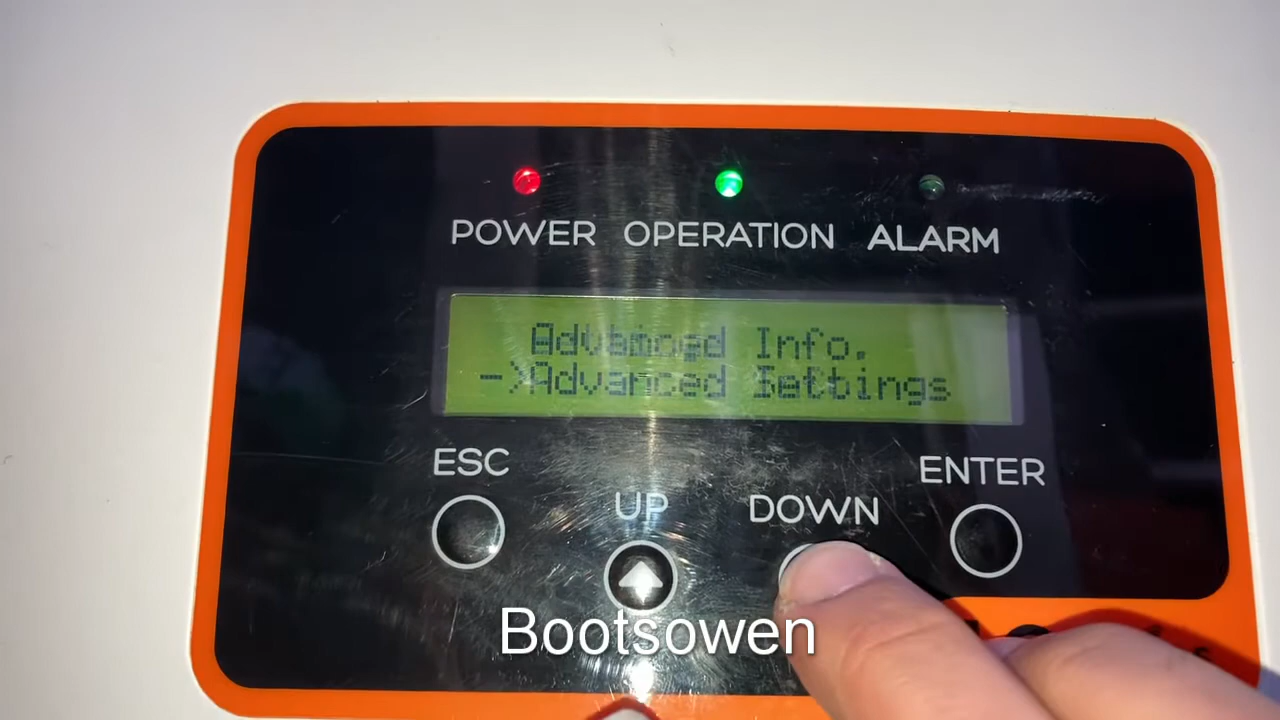 POWER OPERATION ALARM
Advanced Info.
->Advanced Settings
ESC
UP
DOWN
ENTER
Bootsowen